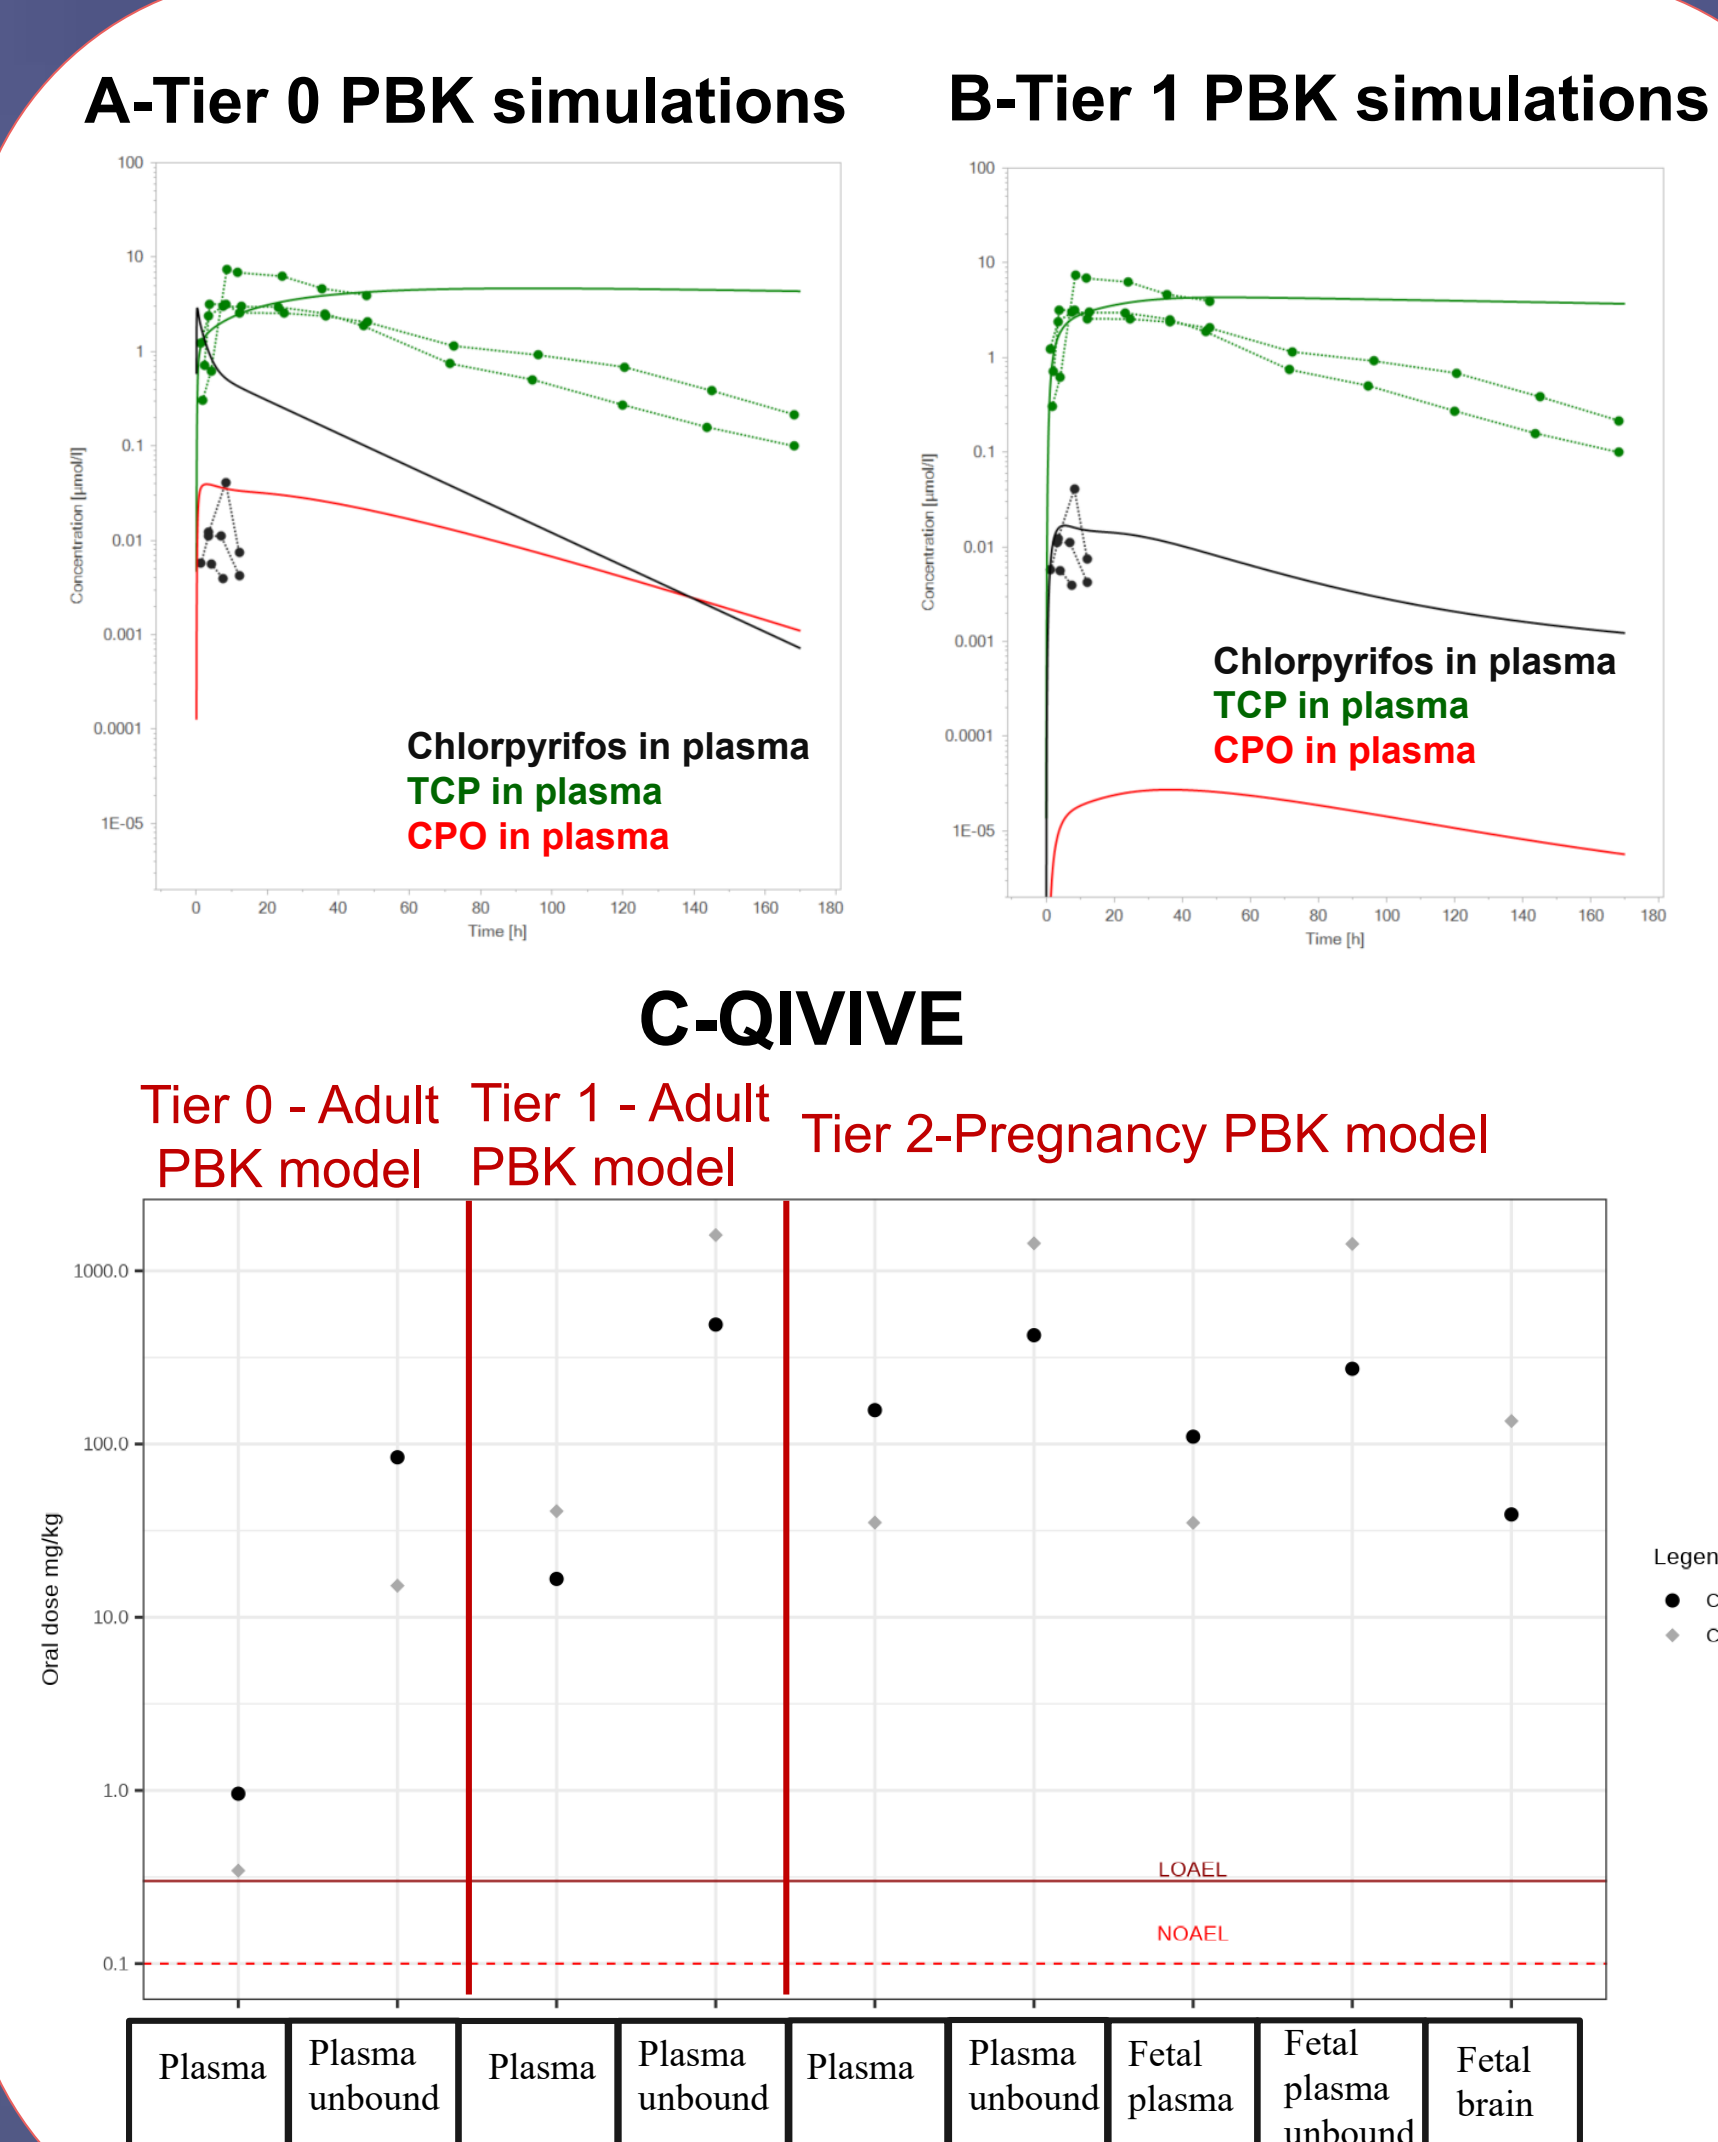 A-Tier 0 PBK simulations
B-Tier 1 PBK simulations
100
10
1
0.1
0.01
0.001
0.0001
1E-05
Concentration [µmol/l]
Chlorpyrifos in plasma
TCP in plasma
CPO in plasma
0 20 40 60 80 100 120 140 160 180
Time [h]
100
10
1
0.1
0.01
0.001
0.0001
1E-05
Concentration [µmol/l]
Chlorpyrifos in plasma
TCP in plasma
CPO in plasma
0 20 40 60 80 100 120 140 160 180
Time [h]
C-QIVIVE
Tier 0 - Adult
PBK model
Tier 1 - Adult
PBK model
Tier 2-Pregnancy PBK model
1000.0
100.0
10.0
1.0
0.1
Oral dose mg/kg
LOAEL
NOAEL
Legen
C
C
Plasma
Plasma
unbound
Plasma
Plasma
unbound
Plasma
Plasma
unbound
Fetal
plasma
Fetal
plasma
unbound
Fetal
brain